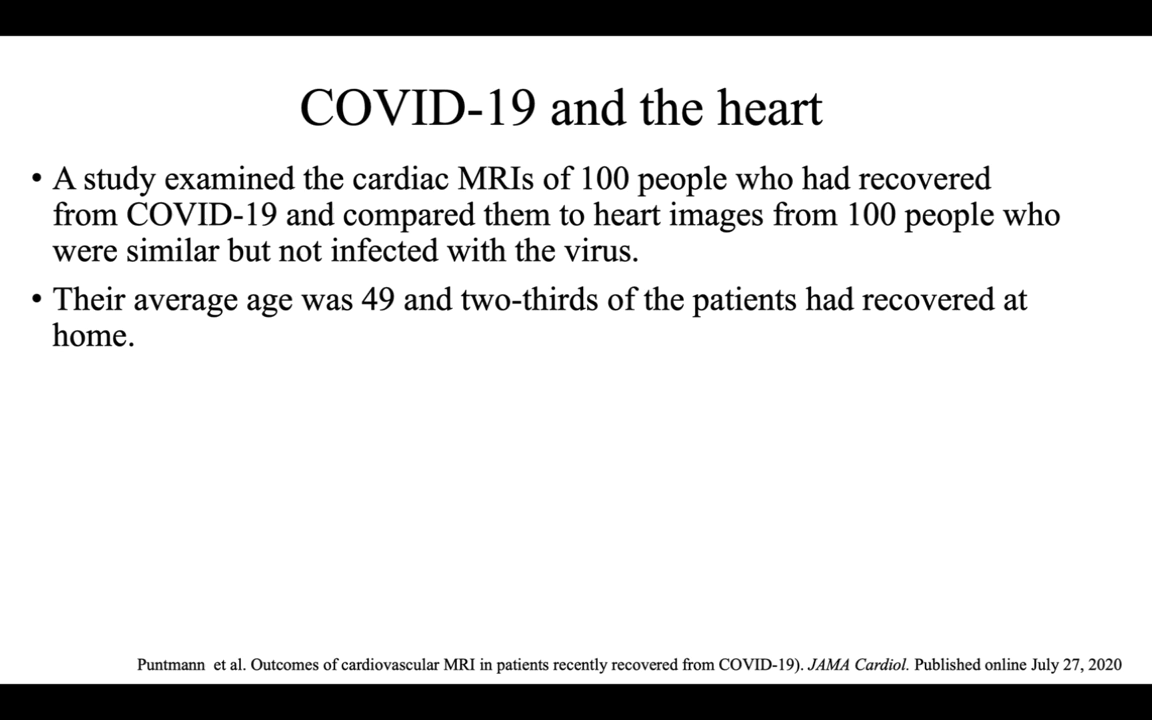 COVID-19 and the heart
• A study examined the cardiac MRIs of 100 people who had recovered
from COVID-19 and compared them to heart images from 100 people who
were similar but not infected with the virus.
• Their average age was 49 and two-thirds of the patients had recovered at
home.
Puntmann et al. Outcomes of cardiovascular MRI in patients recently recovered from COVID-19). JAMA Cardiol. Published online July 27, 2020